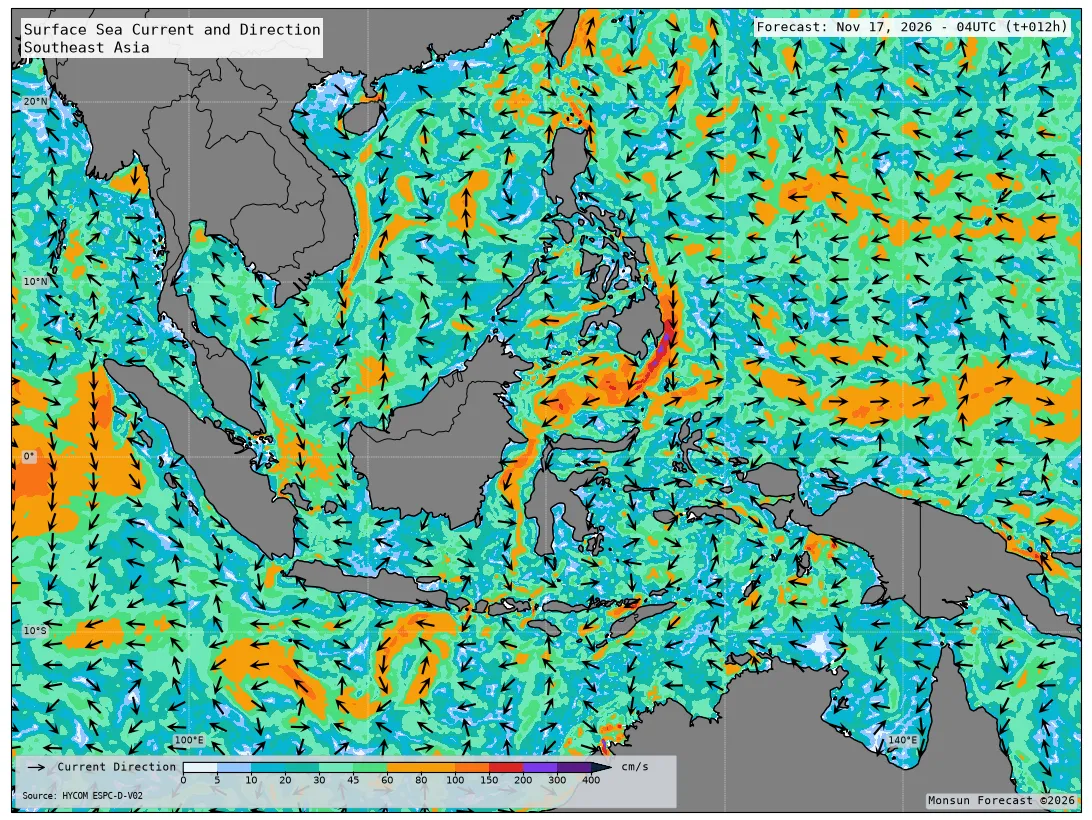 Surface Sea Current and Direction
Southeast Asia
Forecast: Nov 17, 2026 - 04UTC (t+012h)
20°N
10°N
0°
10°S
100°E
140°E
Current Direction
cm/s
0 5 10 20 30 45 60 80 100 150 200 300 400
Source: HYCOM ESPC-D-V02
Monsun Forecast ©2026